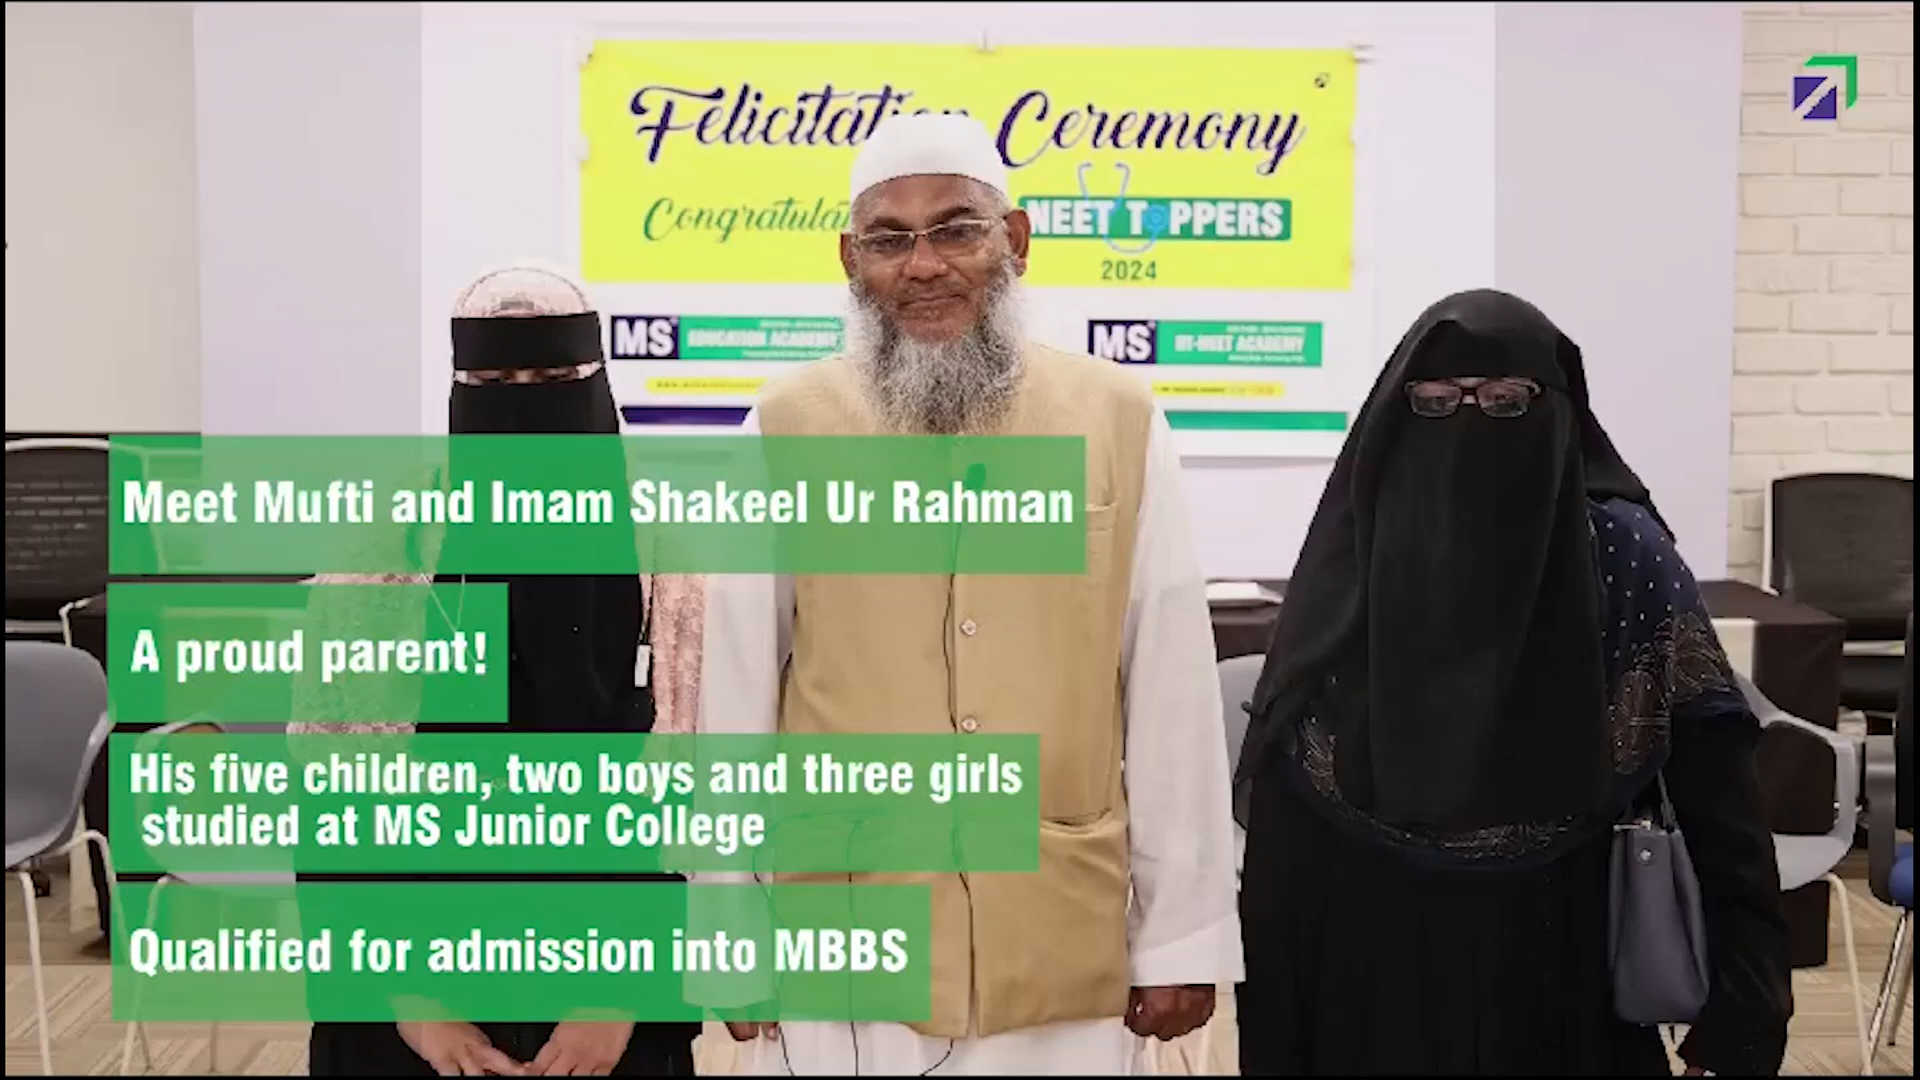 Felicitation Ceremony
NEET TOPPERS
2024
MS EDUCATION ACADEMY
MS IIT-NEET ACADEMY
Meet Mufti and Imam Shakeel Ur Rahman
A proud parent!
His five children, two boys and three girls
studied at MS Junior College
Qualified for admission into MBBS